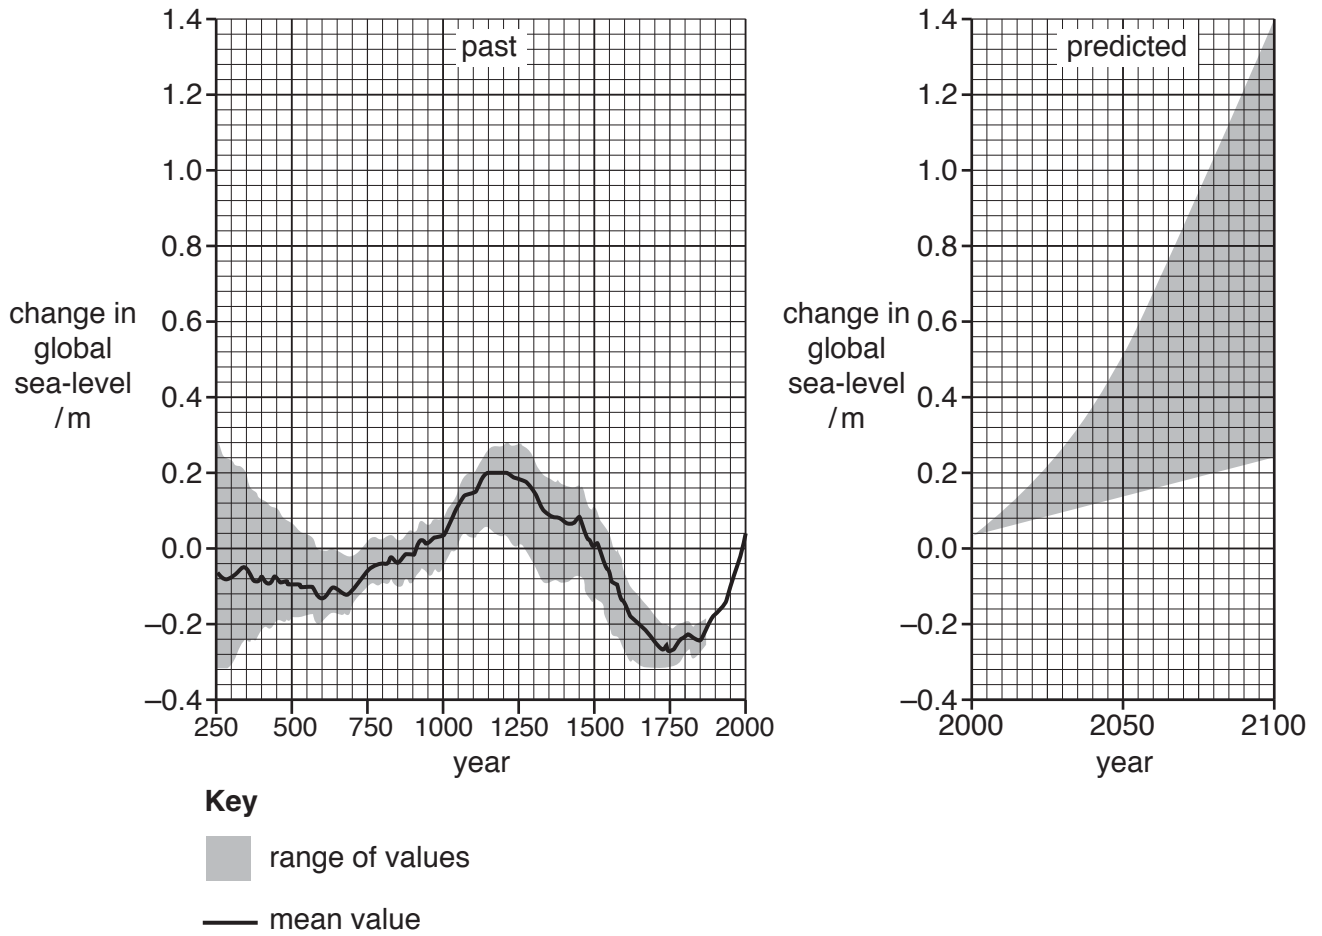 past
1.4
1.2
1.0
0.8
0.6
0.4
0.2
0.0
–0.2
–0.4
change in
global
sea-level
/ m
250 500 750 1000 1250 1500 1750 2000
year
predicted
1.4
1.2
1.0
0.8
0.6
0.4
0.2
0.0
–0.2
–0.4
change in
global
sea-level
/ m
2000 2050 2100
year
Key
range of values
mean value